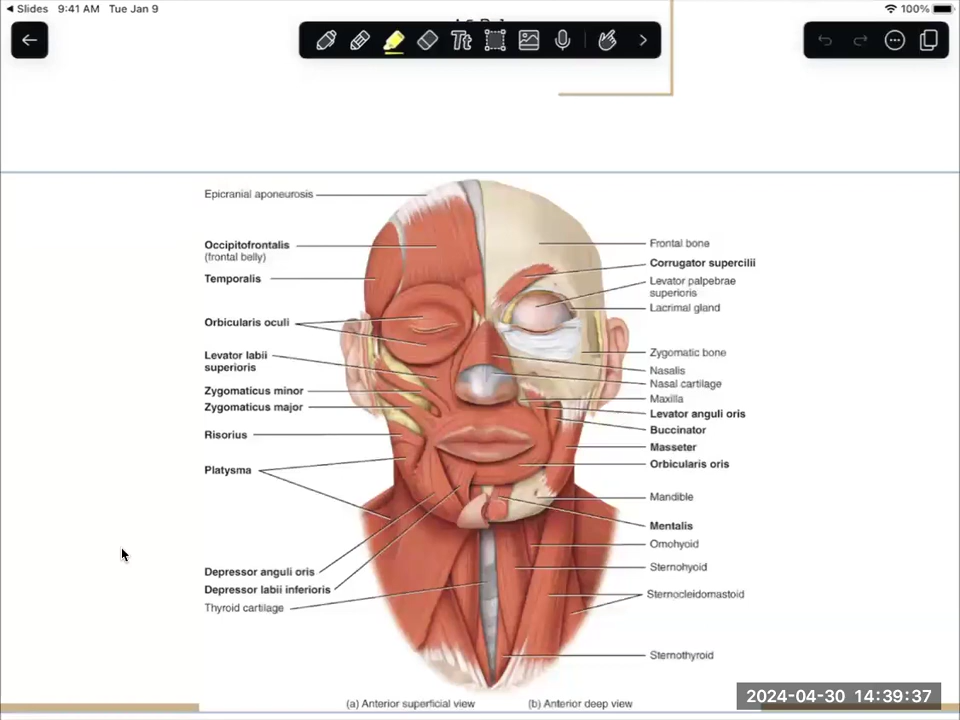 Slides 9:41 AM Tue Jan 9
100%
Tt
Epicranial aponeurosis
Occipitofrontalis
(frontal belly)
Temporalis
Orbicularis oculi
Levator labii
superioris
Zygomaticus minor
Zygomaticus major
Risorius
Platysma
Depressor anguli oris
Depressor labii inferioris
Thyroid cartilage
Frontal bone
Corrugator supercilii
Levator palpebrae
superioris
Lacrimal gland
Zygomatic bone
Nasalis
Nasal cartilage
Maxilla
Levator anguli oris
Buccinator
Masseter
Orbicularis oris
Mandible
Mentalis
Omohyoid
Sternohyoid
Sternocleidomastoid
Sternothyroid
(a) Anterior superficial view
(b) Anterior deep view
2024-04-30 14:39:37